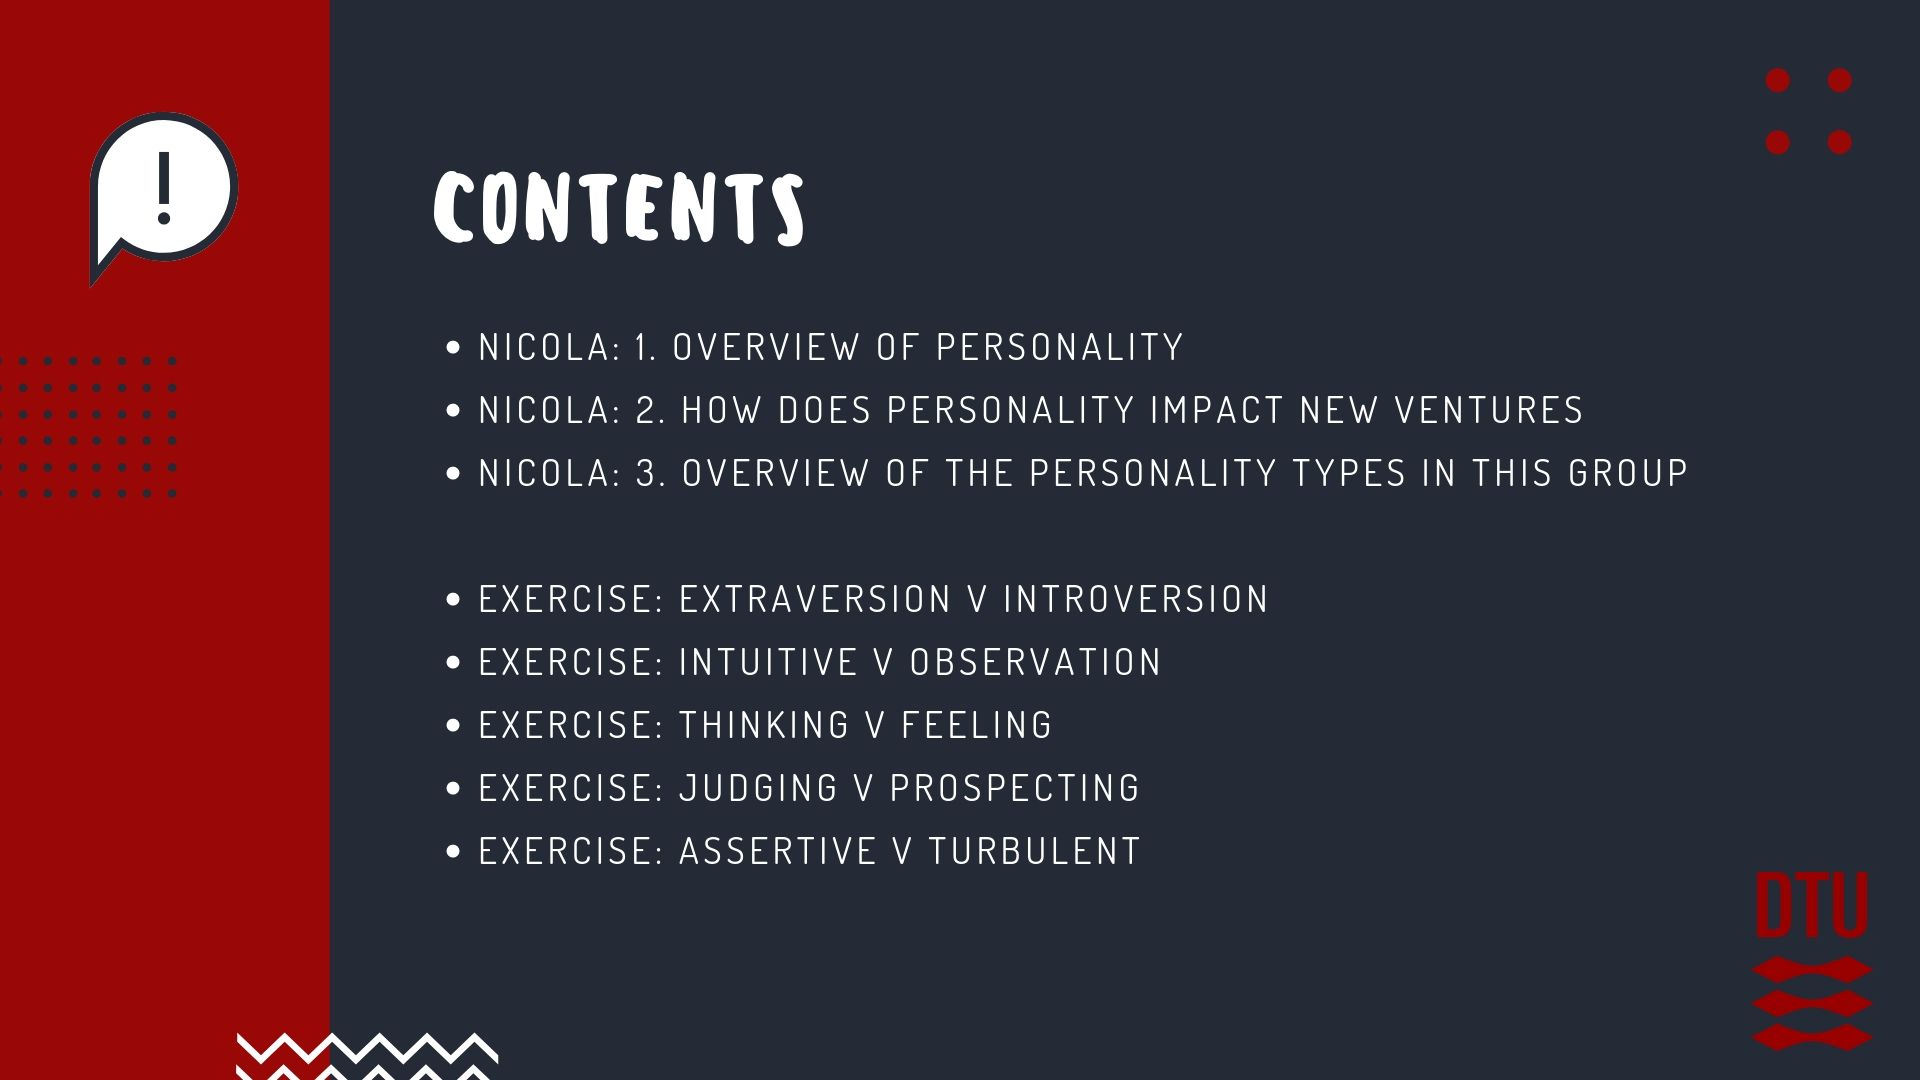 !
CONTENTS
• NICOLA: 1. OVERVIEW OF PERSONALITY
• NICOLA: 2. HOW DOES PERSONALITY IMPACT NEW VENTURES
• NICOLA: 3. OVERVIEW OF THE PERSONALITY TYPES IN THIS GROUP
• EXERCISE: EXTRAVERSION V INTROVERSION
• EXERCISE: INTUITIVE V OBSERVATION
• EXERCISE: THINKING V FEELING
• EXERCISE: JUDGING V PROSPECTING
• EXERCISE: ASSERTIVE V TURBULENT
DTU